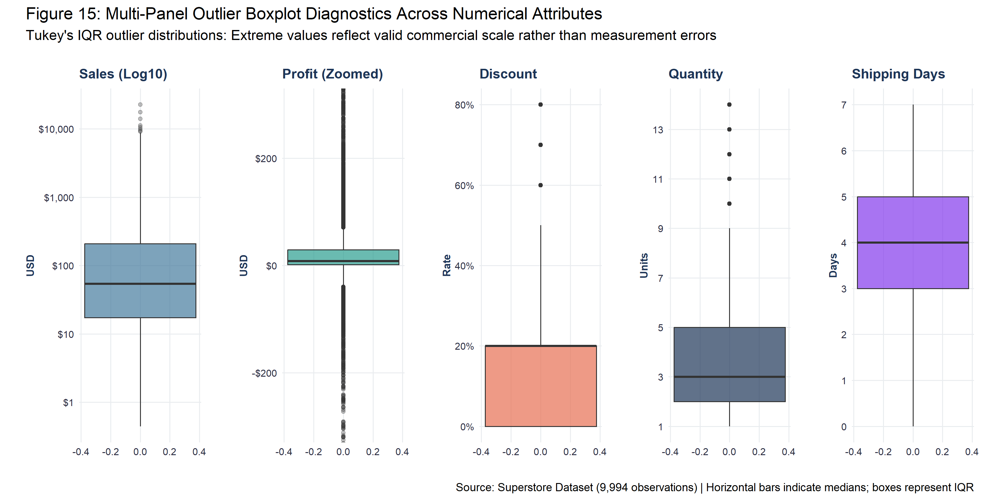 Figure 15: Multi-Panel Outlier Boxplot Diagnostics Across Numerical Attributes
Tukey's IQR outlier distributions: Extreme values reflect valid commercial scale rather than measurement errors
Sales (Log10)
USD
$10,000
$1,000
$100
$10
$1
-0.4 -0.2 0.0 0.2 0.4
Profit (Zoomed)
USD
$200
$0
-$200
-0.4 -0.2 0.0 0.2 0.4
Discount
Rate
80%
60%
40%
20%
0%
-0.4 -0.2 0.0 0.2 0.4
Quantity
Units
13
11
9
7
5
3
1
-0.4 -0.2 0.0 0.2 0.4
Shipping Days
Days
7
6
5
4
3
2
1
0
-0.4 -0.2 0.0 0.2 0.4
Source: Superstore Dataset (9,994 observations) | Horizontal bars indicate medians; boxes represent IQR